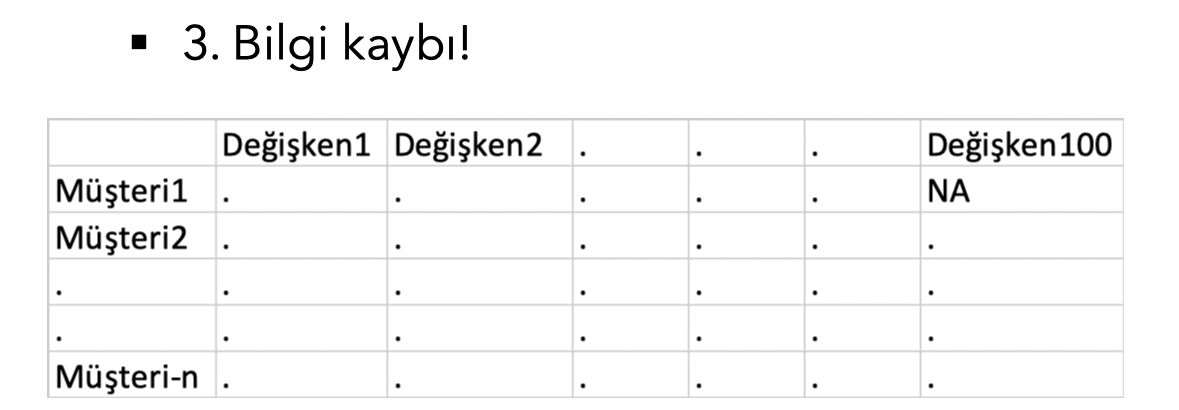 ▪ 3. Bilgi kaybı!
Değişken1 Değişken2 . . . Değişken100
Müşteri1 . . . . . NA
Müşteri2 . . . . . .
. . . . . . .
. . . . . . .
Müşteri-n . . . . . .